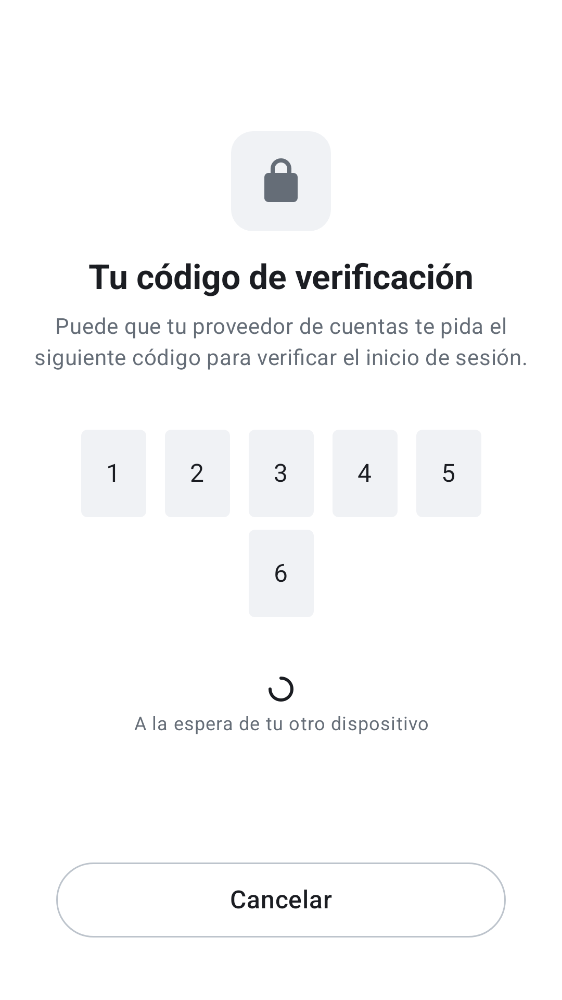 Tu código de verificación
Puede que tu proveedor de cuentas te pida el
siguiente código para verificar el inicio de sesión.
1 2 3 4 5
6
A la espera de tu otro dispositivo
Cancelar